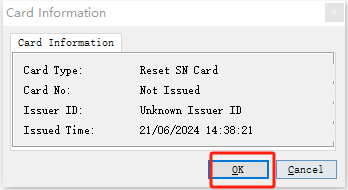 Card Information
Card Information
Card Type: Reset SN Card
Card No: Not Issued
Issuer ID: Unknown Issuer ID
Issued Time: 21/06/2024 14:38:21
OK Cancel